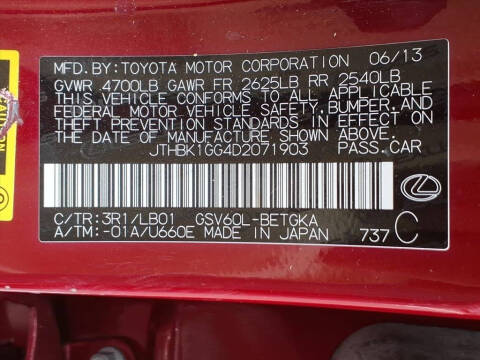 MFD. BY: TOYOTA MOTOR CORPORATION 06/13
GVWR 4700LB GAWR FR 2625LB RR 2540LB
THIS VEHICLE CONFORMS TO ALL APPLICABLE
FEDERAL MOTOR VEHICLE SAFETY, BUMPER, AND
THEFT PREVENTION STANDARDS IN EFFECT ON
THE DATE OF MANUFACTURE SHOWN ABOVE.
JTHBK1GG4D2071903 PASS.CAR
C/TR:3R1/LB01 GSV60L-BETGKA
A/TM:-01A/U660E MADE IN JAPAN 737 C
CAUTION